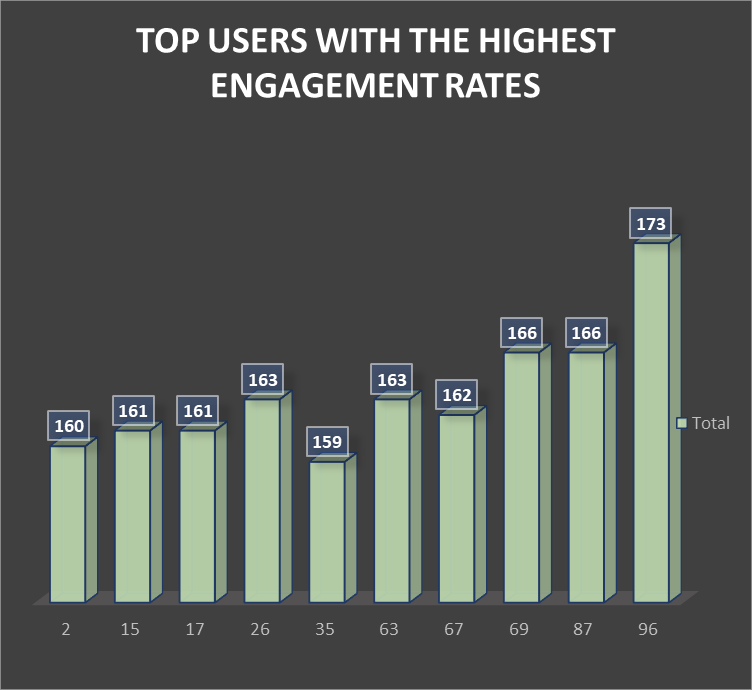 TOP USERS WITH THE HIGHEST
ENGAGEMENT RATES
160
161
161
163
159
163
162
166
166
173
Total
2 15 17 26 35 63 67 69 87 96